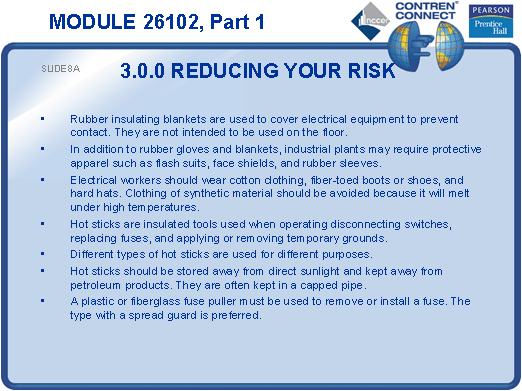 MODULE 26102, Part 1
nccer
CONTREN®
CONNECT
PEARSON
Prentice
Hall
SLIDE 8A
3.0.0 REDUCING YOUR RISK
• Rubber insulating blankets are used to cover electrical equipment to prevent
contact. They are not intended to be used on the floor.
• In addition to rubber gloves and blankets, industrial plants may require protective
apparel such as flash suits, face shields, and rubber sleeves.
• Electrical workers should wear cotton clothing, fiber-toed boots or shoes, and
hard hats. Clothing of synthetic material should be avoided because it will melt
under high temperatures.
• Hot sticks are insulated tools used when operating disconnecting switches,
replacing fuses, and applying or removing temporary grounds.
• Different types of hot sticks are used for different purposes.
• Hot sticks should be stored away from direct sunlight and kept away from
petroleum products. They are often kept in a capped pipe.
• A plastic or fiberglass fuse puller must be used to remove or install a fuse. The
type with a spread guard is preferred.